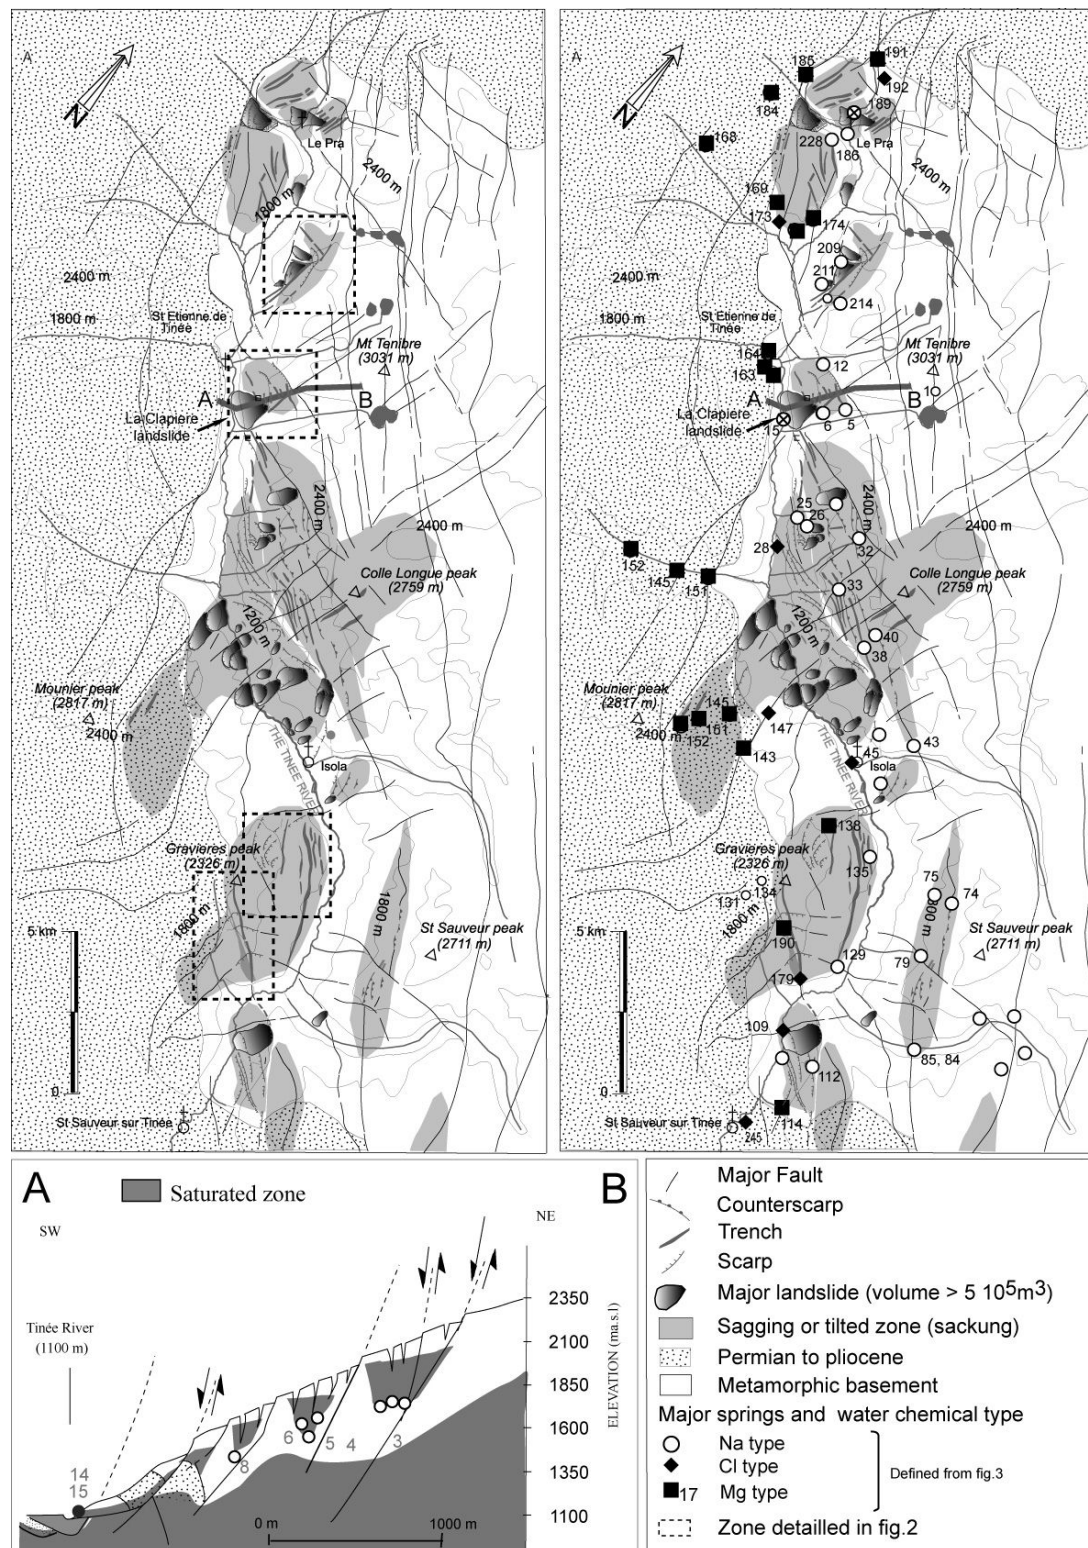 A
N
Le Pra
2400 m
1800 m
2400 m
St Etienne de
Tinée
1800 m
Mt Tenibre
(3031 m)
A
B
La Clapière
landslide
2400 m
2400 m
Colle Longue peak
(2759 m)
1200 m
Mounier peak
(2817 m)
2400 m
THE TINEE RIVER
Isola
Gravieres peak
(2326 m)
1800 m
1800 m
St Sauveur peak
(2711 m)
5 km
0
St Sauveur sur Tinée
A
N
191
185
192
184
189
168
Le Pra
228
186
2400 m
169
173
174
209
2400 m
211
1800 m
St Etienne de
Tinée
214
Mt Tenibre
(3031 m)
164
12
163
1
A
B
La Clapière
landslide
15
6
5
2400 m
25
26
2400 m
28
32
152
145
151
Colle Longue peak
(2759 m)
33
1200 m
40
38
Mounier peak
(2817 m)
145
151
147
2400 m
152
143
THE TINEE RIVER
45
43
Isola
138
Gravieres peak
(2326 m)
135
134
131
75
74
1800 m
St Sauveur peak
(2711 m)
190
129
79
179
5 km
109
85, 84
112
0
114
St Sauveur sur Tinée
245
A
Saturated zone
B
SW
NE
Tinée River
(1100 m)
2350
2100
1850
1600
1350
1100
ELEVATION (ma.s.l)
6
5
4
3
8
14
15
0 m
1000 m
Major Fault
Counterscarp
Trench
Scarp
Major landslide (volume > 5 10⁵m³)
Sagging or tilted zone (sackung)
Permian to pliocene
Metamorphic basement
Major springs and water chemical type
Na type
Cl type
Defined from fig.3
17 Mg type
Zone detailled in fig.2